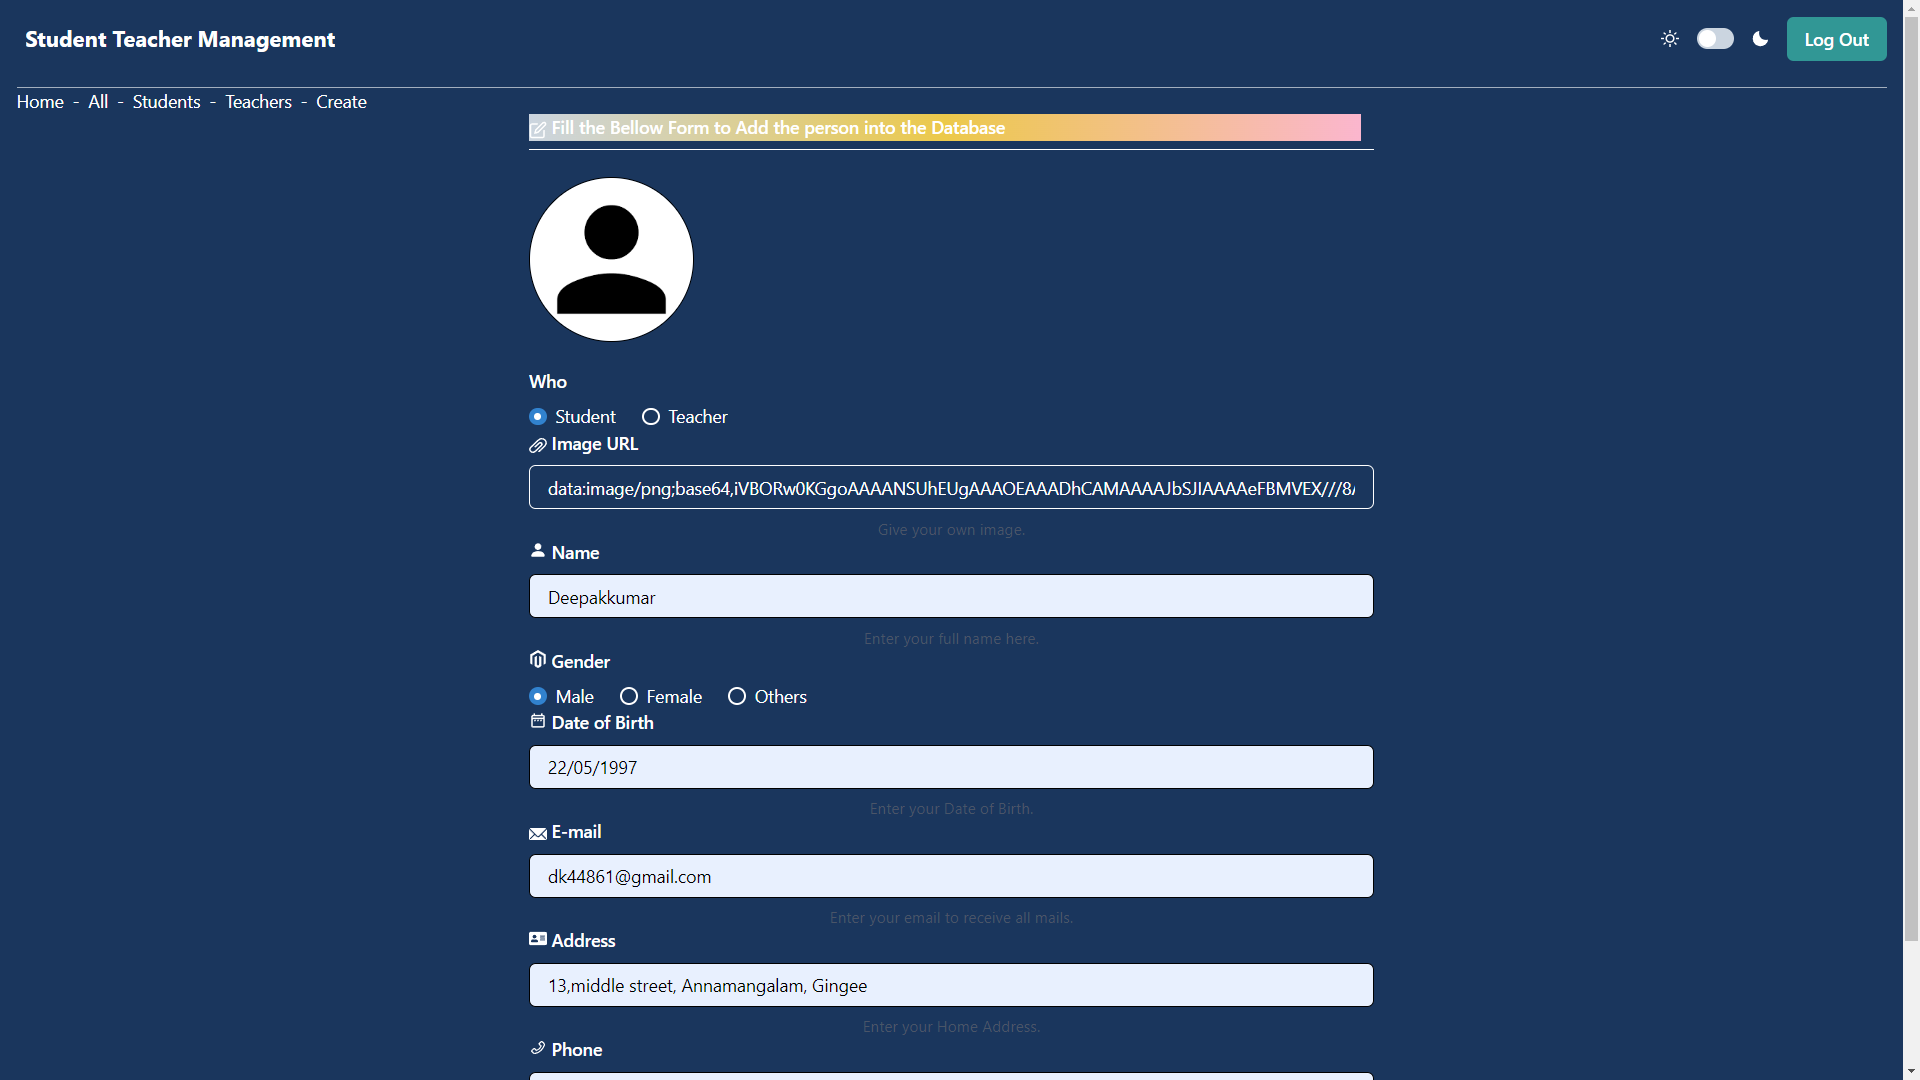 Student Teacher Management
Log Out
Home - All - Students - Teachers - Create
Fill the Bellow Form to Add the person into the Database
Who
Student Teacher
Image URL
data:image/png;base64,iVBORw0KGgoAAAANSUhEUgAAAOEAAADhCAMAAAAJbSJIAAAAeFBMVEX///8
Give your own image.
Name
Deepakkumar
Enter your full name here.
Gender
Male Female Others
Date of Birth
22/05/1997
Enter your Date of Birth.
E-mail
dk44861@gmail.com
Enter your email to receive all mails.
Address
13,middle street, Annamangalam, Gingee
Enter your Home Address.
Phone